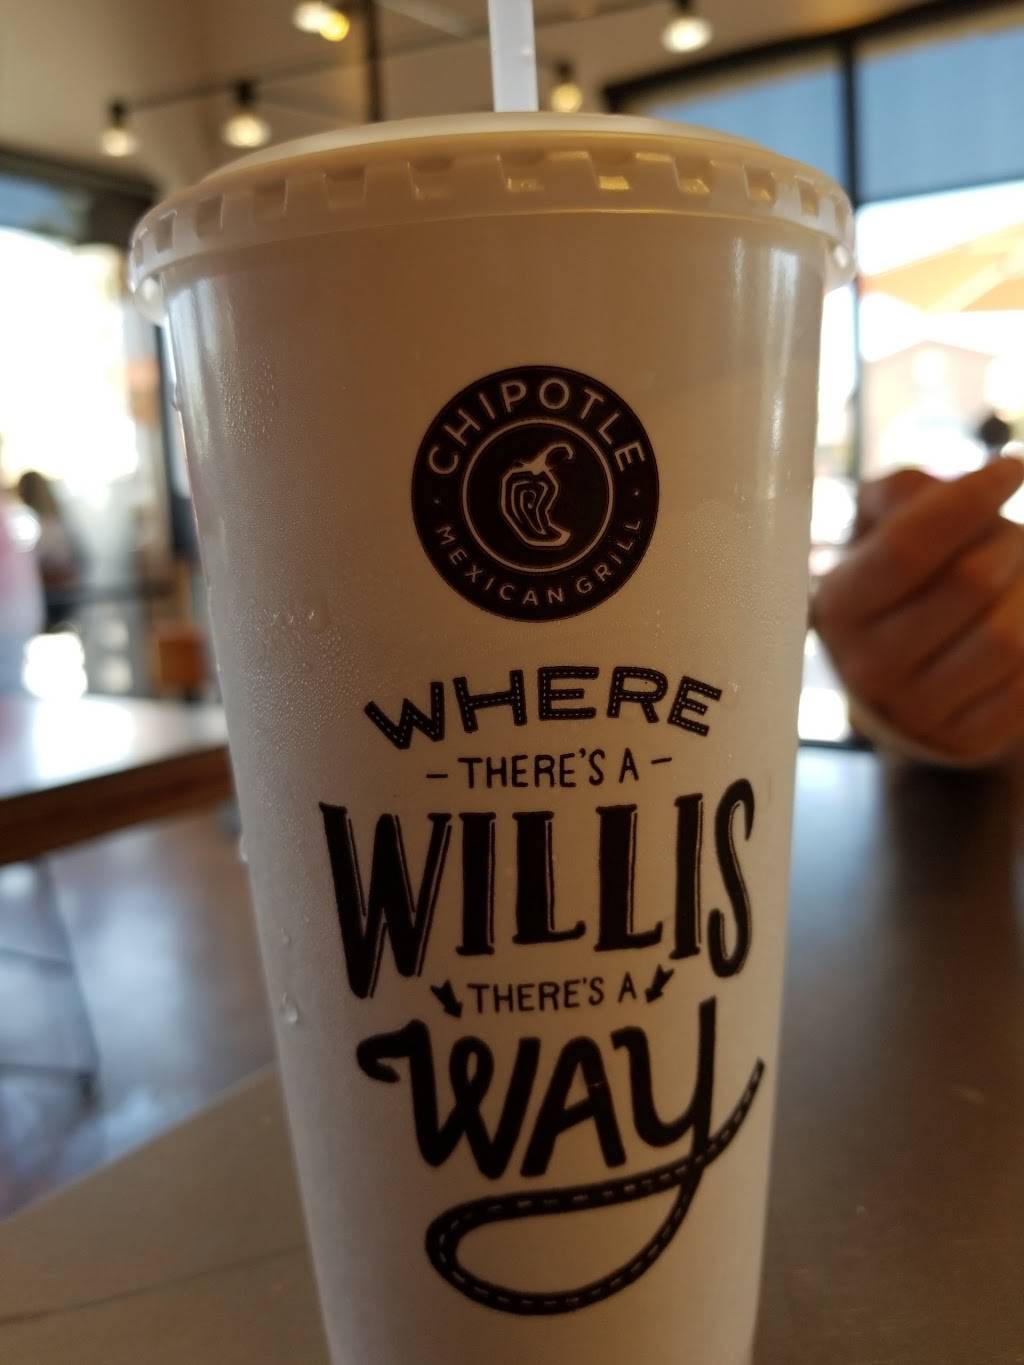 CHIPOTLE
MEXICAN GRILL
WHERE
THERE'S A
WILLIS
THERE'S A
WAY